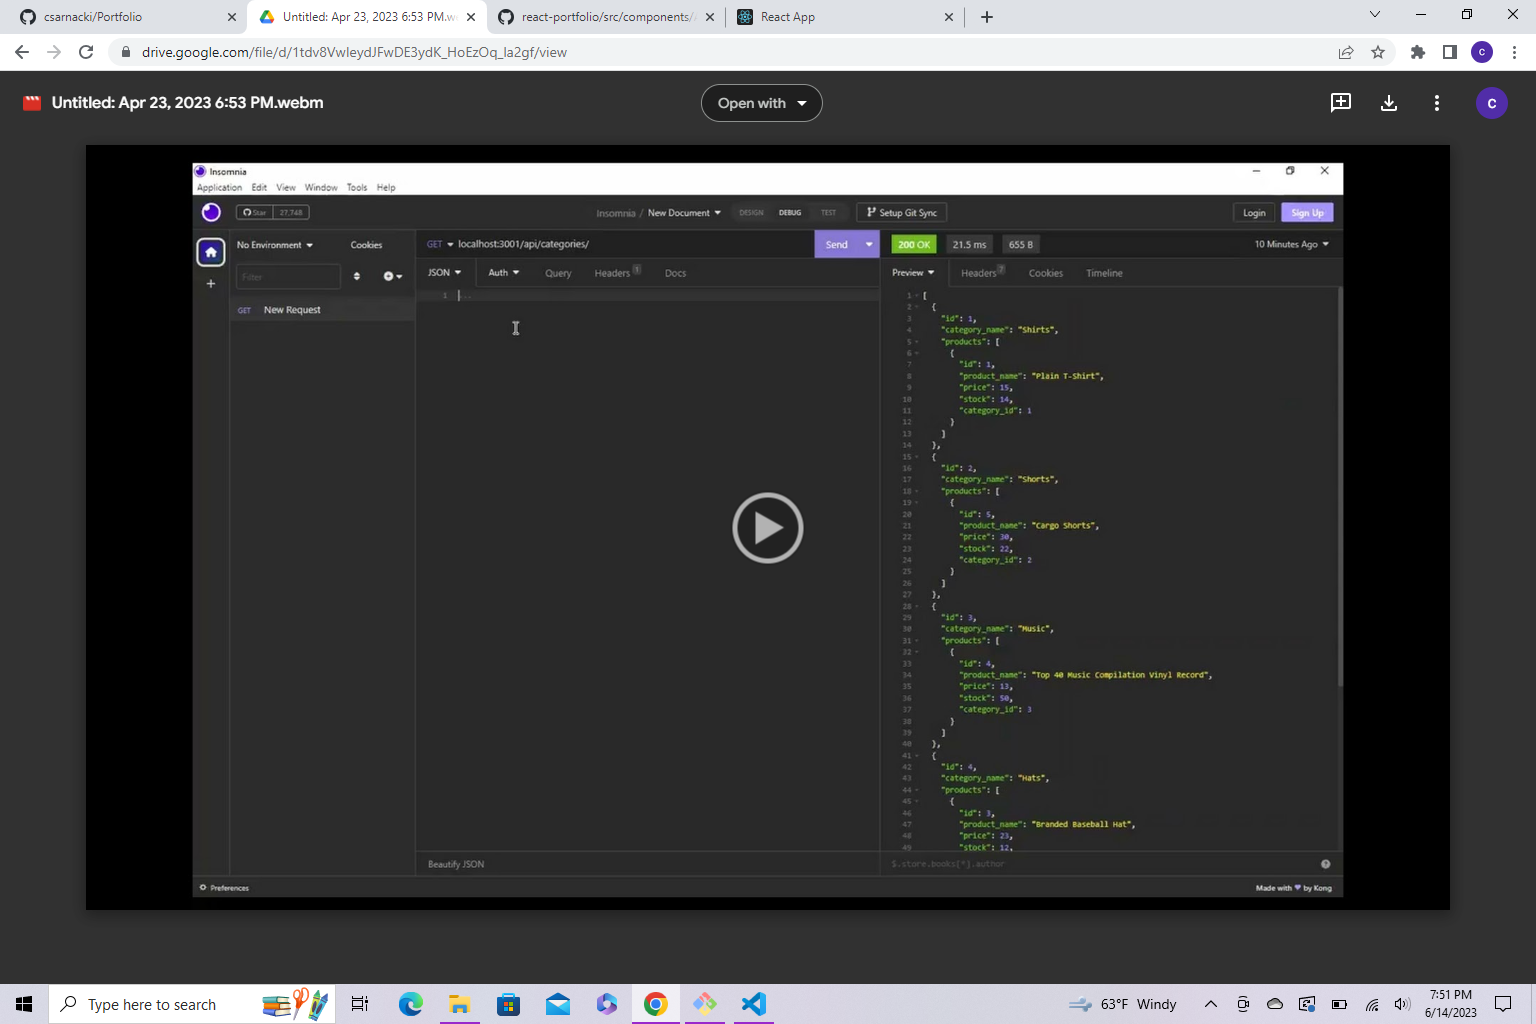 csarnacki/Portfolio
Untitled: Apr 23, 2023 6:53 PM.w
react-portfolio/src/components/
React App
drive.google.com/file/d/1tdv8VwIeydJFwDE3ydK_HoEzOq_la2gf/view
C
Untitled: Apr 23, 2023 6:53 PM.webm
Open with
C
Insomnia
Application Edit View Window Tools Help
Star 27,748
Insomnia / New Document
DESIGN DEBUG TEST
Setup Git Sync
Login
Sign Up
No Environment
Cookies
GET localhost:3001/api/categories/
Send
200 OK 21.5 ms 655 B
10 Minutes Ago
Filter
JSON Auth Query Headers 1 Docs
Preview Headers 7 Cookies Timeline
GET New Request
1 ...
1 [
2 {
3 "id": 1,
4 "category_name": "Shirts",
5 "products": [
6 {
7 "id": 1,
8 "product_name": "Plain T-Shirt",
9 "price": 15,
10 "stock": 14,
11 "category_id": 1
12 }
13 ]
14 },
15 {
16 "id": 2,
17 "category_name": "Shorts",
18 "products": [
19 {
20 "id": 5,
21 "product_name": "Cargo Shorts",
22 "price": 30,
23 "stock": 22,
24 "category_id": 2
25 }
26 ]
27 },
28 {
29 "id": 3,
30 "category_name": "Music",
31 "products": [
32 {
33 "id": 4,
34 "product_name": "Top 40 Music Compilation Vinyl Record",
35 "price": 13,
36 "stock": 50,
37 "category_id": 3
38 }
39 ]
40 },
41 {
42 "id": 4,
43 "category_name": "Hats",
44 "products": [
45 {
46 "id": 3,
47 "product_name": "Branded Baseball Hat",
48 "price": 23,
49 "stock": 12,
Beautify JSON
$.store.books[*].author
Preferences
Made with ♥ by Kong
Type here to search
63°F Windy
7:51 PM
6/14/2023